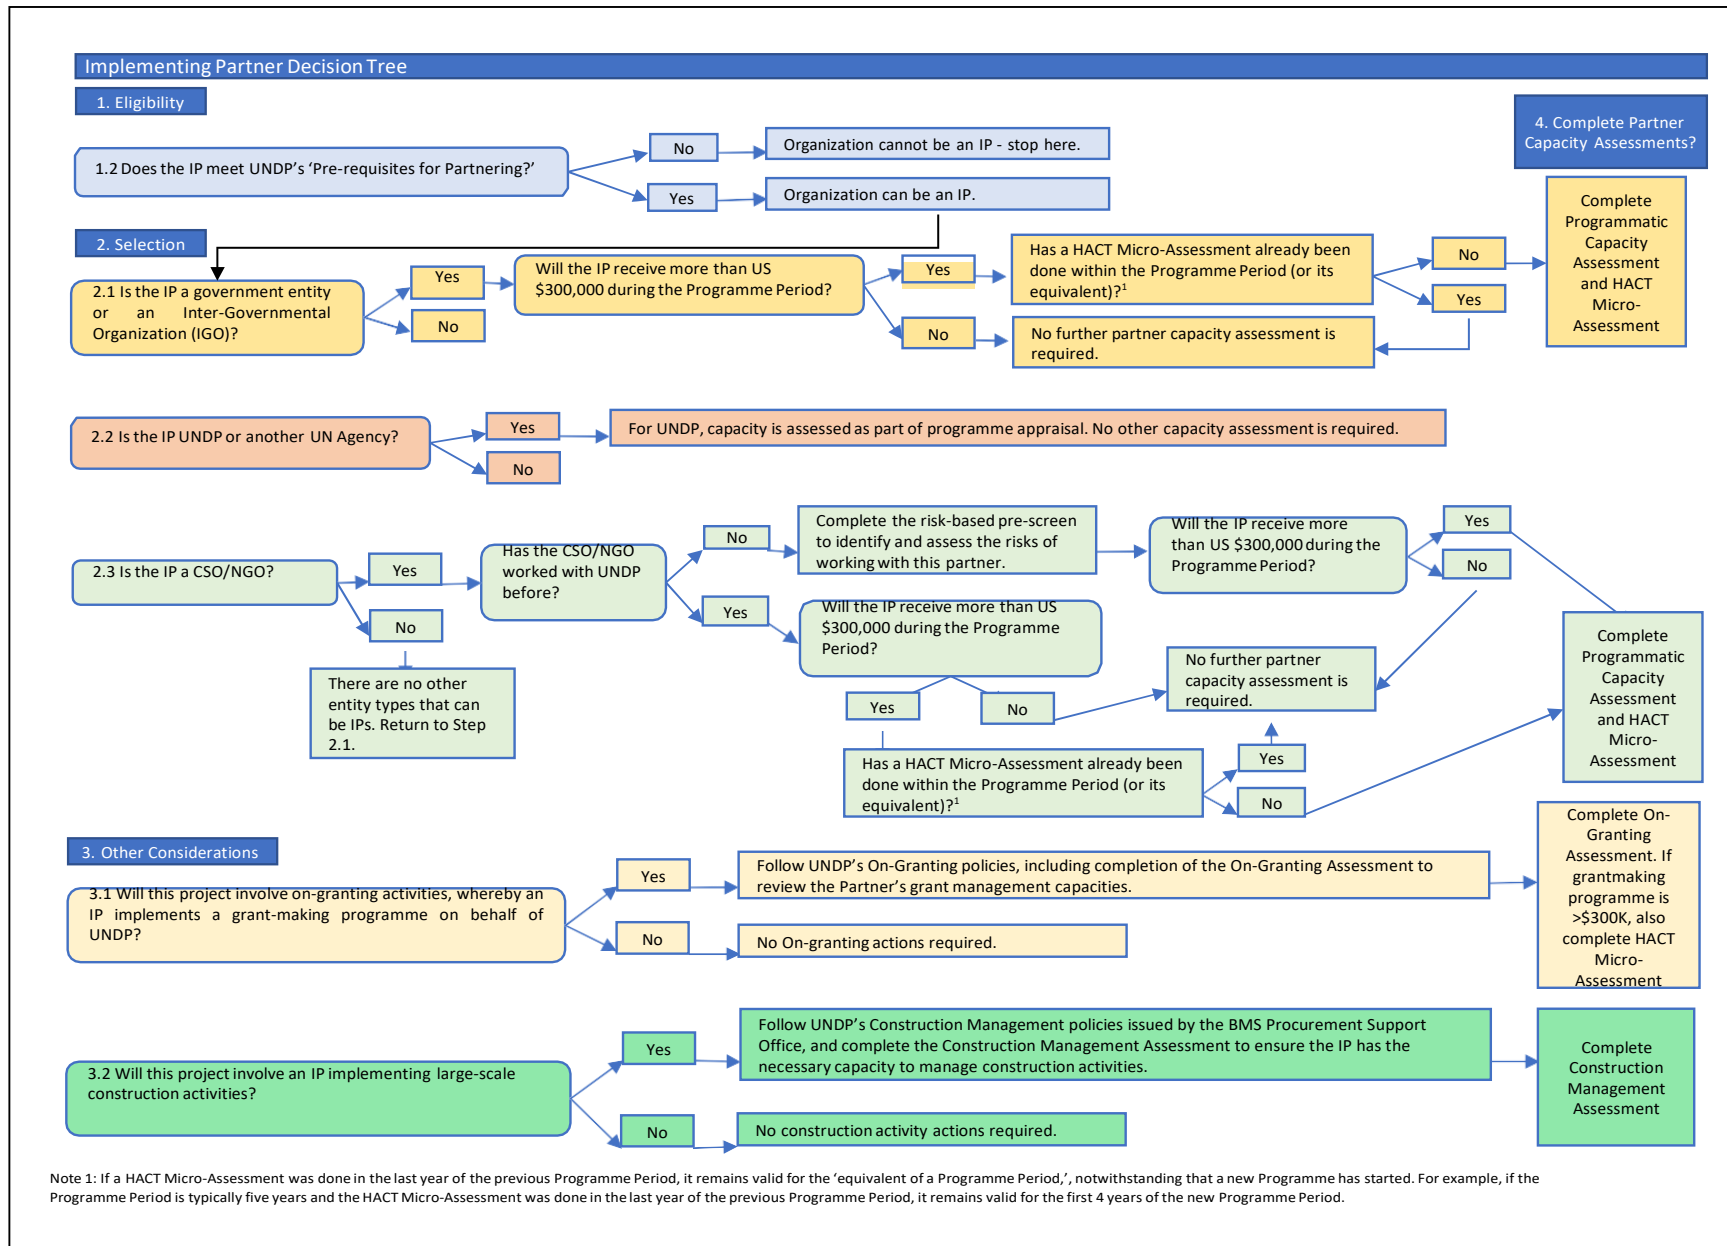 Implementing Partner Decision Tree
1. Eligibility
4. Complete Partner
Capacity Assessments?
1.2 Does the IP meet UNDP's 'Pre-requisites for Partnering?'
No
Organization cannot be an IP - stop here.
Yes
Organization can be an IP.
2. Selection
2.1 Is the IP a government entity
or an Inter-Governmental
Organization (IGO)?
Yes
No
Will the IP receive more than US
$300,000 during the Programme Period?
Yes
No
Has a HACT Micro-Assessment already been
done within the Programme Period (or its
equivalent)?¹
No further partner capacity assessment is
required.
No
Yes
Complete
Programmatic
Capacity
Assessment
and HACT
Micro-
Assessment
2.2 Is the IP UNDP or another UN Agency?
Yes
No
For UNDP, capacity is assessed as part of programme appraisal. No other capacity assessment is required.
2.3 Is the IP a CSO/NGO?
Yes
No
There are no other
entity types that can
be IPs. Return to Step
2.1.
Has the CSO/NGO
worked with UNDP
before?
No
Yes
Complete the risk-based pre-screen
to identify and assess the risks of
working with this partner.
Will the IP receive more
than US $300,000 during the
Programme Period?
Yes
No
Will the IP receive more than US
$300,000 during the Programme
Period?
Yes
No
No further partner
capacity assessment is
required.
Has a HACT Micro-Assessment already been
done within the Programme Period (or its
equivalent)?¹
Yes
No
Complete
Programmatic
Capacity
Assessment
and HACT
Micro-
Assessment
3. Other Considerations
3.1 Will this project involve on-granting activities, whereby an
IP implements a grant-making programme on behalf of
UNDP?
Yes
No
Follow UNDP's On-Granting policies, including completion of the On-Granting Assessment to
review the Partner's grant management capacities.
No On-granting actions required.
Complete On-
Granting
Assessment. If
grantmaking
programme is
>$300K, also
complete HACT
Micro-
Assessment
3.2 Will this project involve an IP implementing large-scale
construction activities?
Yes
No
Follow UNDP's Construction Management policies issued by the BMS Procurement Support
Office, and complete the Construction Management Assessment to ensure the IP has the
necessary capacity to manage construction activities.
No construction activity actions required.
Complete
Construction
Management
Assessment
Note 1: If a HACT Micro-Assessment was done in the last year of the previous Programme Period, it remains valid for the 'equivalent of a Programme Period,', notwithstanding that a new Programme has started. For example, if the
Programme Period is typically five years and the HACT Micro-Assessment was done in the last year of the previous Programme Period, it remains valid for the first 4 years of the new Programme Period.